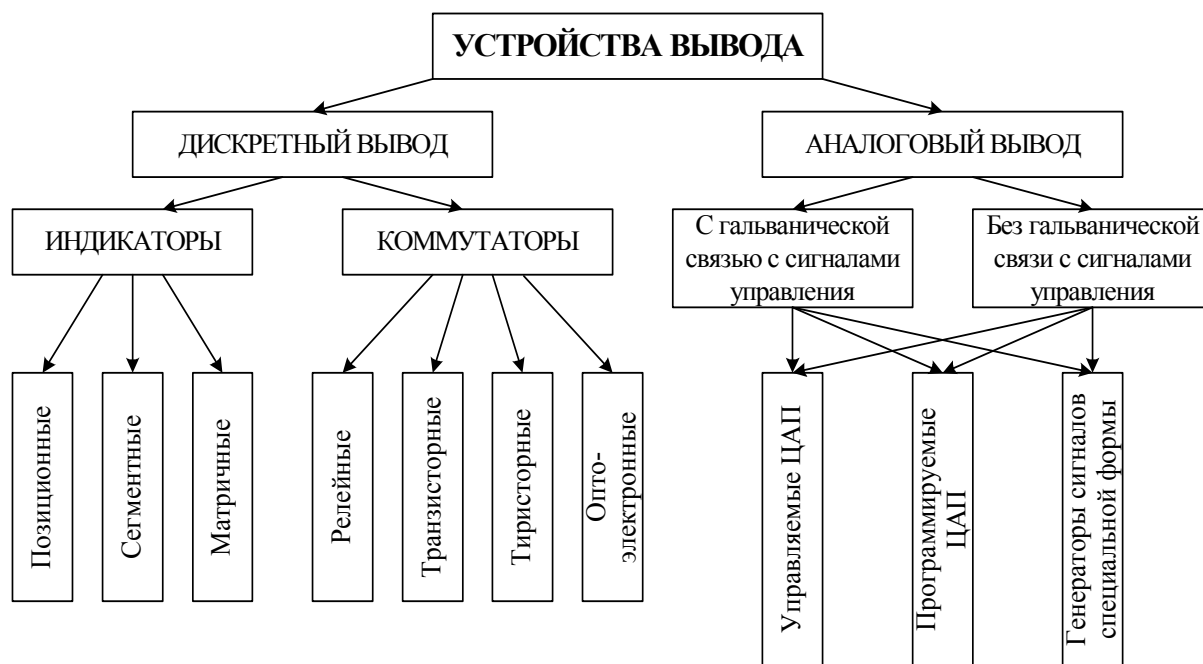 УСТРОЙСТВА ВЫВОДА
ДИСКРЕТНЫЙ ВЫВОД
АНАЛОГОВЫЙ ВЫВОД
ИНДИКАТОРЫ
КОММУТАТОРЫ
С гальванической
связью с сигналами
управления
Без гальванической
связи с сигналами
управления
Позиционные
Сегментные
Матричные
Релейные
Транзисторные
Тиристорные
Опто-
электронные
Управляемые ЦАП
Программируемые
ЦАП
Генераторы сигналов
специальной формы